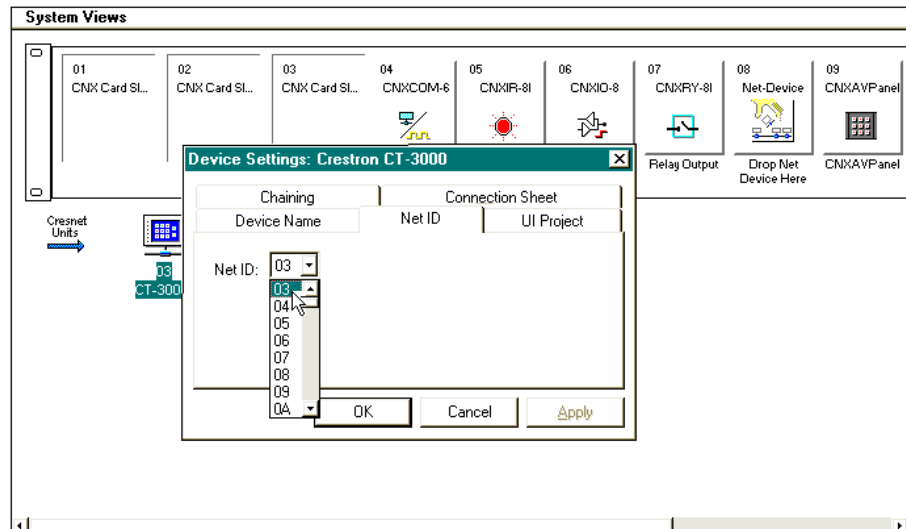 System Views
01
CNX Card Sl...
02
CNX Card Sl...
03
CNX Card Sl...
04
CNXCOM-6
05
CNXIR-8I
06
CNXIO-8
07
CNXRY-8I
08
Net-Device
09
CNXAVPanel
Relay Output
Drop Net
Device Here
CNXAVPanel
Cresnet
Units
03
CT-300
Device Settings: Crestron CT-3000
Chaining
Connection Sheet
Device Name
Net ID
UI Project
Net ID:
03
03
04
05
06
07
08
09
0A
OK
Cancel
Apply